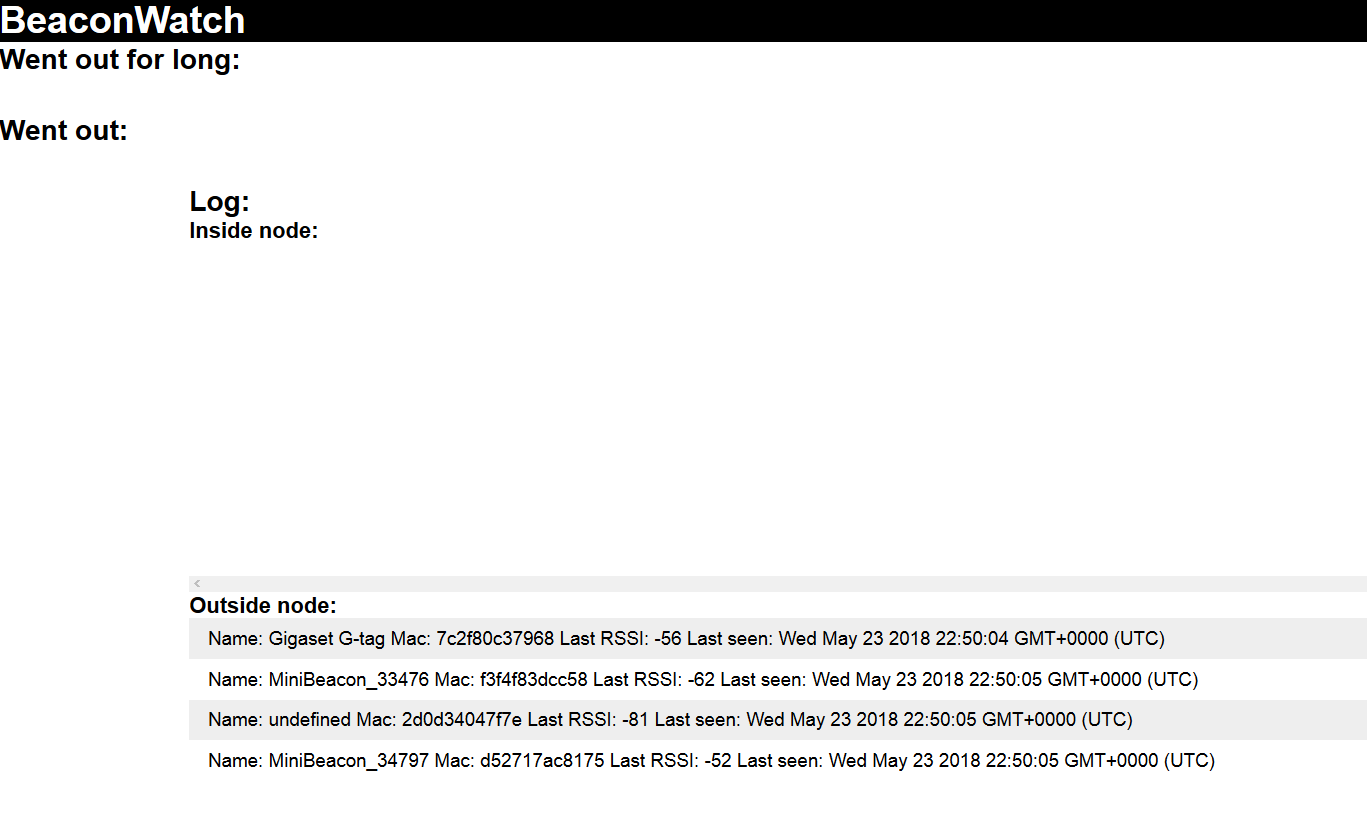 BeaconWatch
Went out for long:
Went out:
Log:
Inside node:
Outside node:
Name: Gigaset G-tag Mac: 7c2f80c37968 Last RSSI: -56 Last seen: Wed May 23 2018 22:50:04 GMT+0000 (UTC)
Name: MiniBeacon_33476 Mac: f3f4f83dcc58 Last RSSI: -62 Last seen: Wed May 23 2018 22:50:05 GMT+0000 (UTC)
Name: undefined Mac: 2d0d34047f7e Last RSSI: -81 Last seen: Wed May 23 2018 22:50:05 GMT+0000 (UTC)
Name: MiniBeacon_34797 Mac: d52717ac8175 Last RSSI: -52 Last seen: Wed May 23 2018 22:50:05 GMT+0000 (UTC)